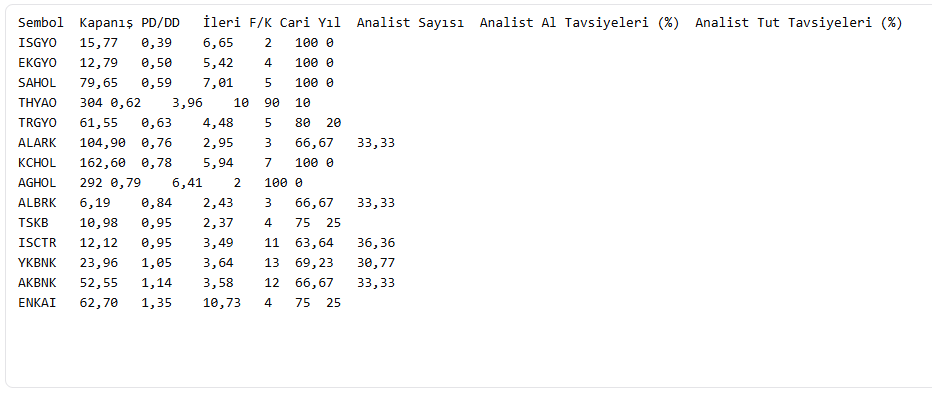 Sembol Kapanış PD/DD İleri F/K Cari Yıl Analist Sayısı Analist Al Tavsiyeleri (%) Analist Tut Tavsiyeleri (%)
ISGYO 15,77 0,39 6,65 2 100 0
EKGYO 12,79 0,50 5,42 4 100 0
SAHOL 79,65 0,59 7,01 5 100 0
THYAO 304 0,62 3,96 10 90 10
TRGYO 61,55 0,63 4,48 5 80 20
ALARK 104,90 0,76 2,95 3 66,67 33,33
KCHOL 162,60 0,78 5,94 7 100 0
AGHOL 292 0,79 6,41 2 100 0
ALBRK 6,19 0,84 2,43 3 66,67 33,33
TSKB 10,98 0,95 2,37 4 75 25
ISCTR 12,12 0,95 3,49 11 63,64 36,36
YKBNK 23,96 1,05 3,64 13 69,23 30,77
AKBNK 52,55 1,14 3,58 12 66,67 33,33
ENKAI 62,70 1,35 10,73 4 75 25